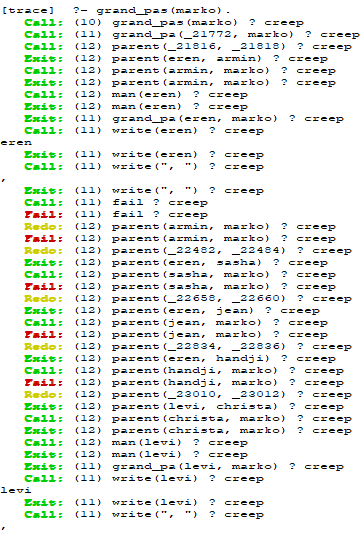 [trace]  ?- grand_pas(marko).
Call: (10) grand_pas(marko) ? creep
Call: (11) grand_pa(_21772, marko) ? creep
Call: (12) parent(_21816, _21818) ? creep
Exit: (12) parent(eren, armin) ? creep
Call: (12) parent(armin, marko) ? creep
Exit: (12) parent(armin, marko) ? creep
Call: (12) man(eren) ? creep
Exit: (12) man(eren) ? creep
Exit: (11) grand_pa(eren, marko) ? creep
Call: (11) write(eren) ? creep
eren
Exit: (11) write(eren) ? creep
Call: (11) write(", ") ? creep
,
Exit: (11) write(", ") ? creep
Call: (11) fail ? creep
Fail: (11) fail ? creep
Redo: (12) parent(armin, marko) ? creep
Fail: (12) parent(armin, marko) ? creep
Redo: (12) parent(_22482, _22484) ? creep
Exit: (12) parent(eren, sasha) ? creep
Call: (12) parent(sasha, marko) ? creep
Fail: (12) parent(sasha, marko) ? creep
Redo: (12) parent(_22658, _22660) ? creep
Exit: (12) parent(eren, jean) ? creep
Call: (12) parent(jean, marko) ? creep
Fail: (12) parent(jean, marko) ? creep
Redo: (12) parent(_22834, _22836) ? creep
Exit: (12) parent(eren, handji) ? creep
Call: (12) parent(handji, marko) ? creep
Fail: (12) parent(handji, marko) ? creep
Redo: (12) parent(_23010, _23012) ? creep
Exit: (12) parent(levi, christa) ? creep
Call: (12) parent(christa, marko) ? creep
Exit: (12) parent(christa, marko) ? creep
Call: (12) man(levi) ? creep
Exit: (12) man(levi) ? creep
Exit: (11) grand_pa(levi, marko) ? creep
Call: (11) write(levi) ? creep
levi
Exit: (11) write(levi) ? creep
Call: (11) write(", ") ? creep
,